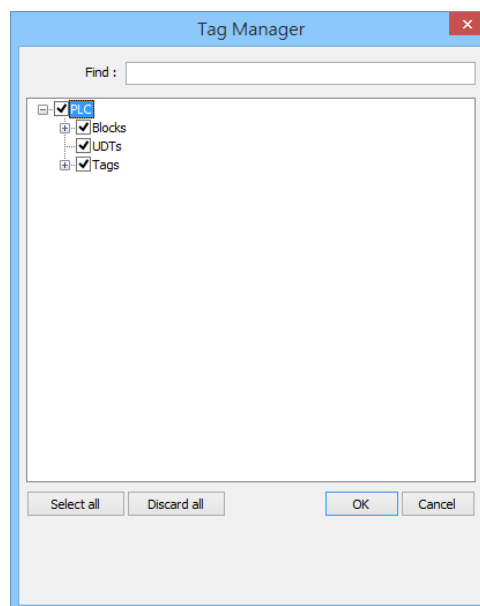 Tag Manager
Find :
PLC
Blocks
UDTs
Tags
Select all Discard all OK Cancel